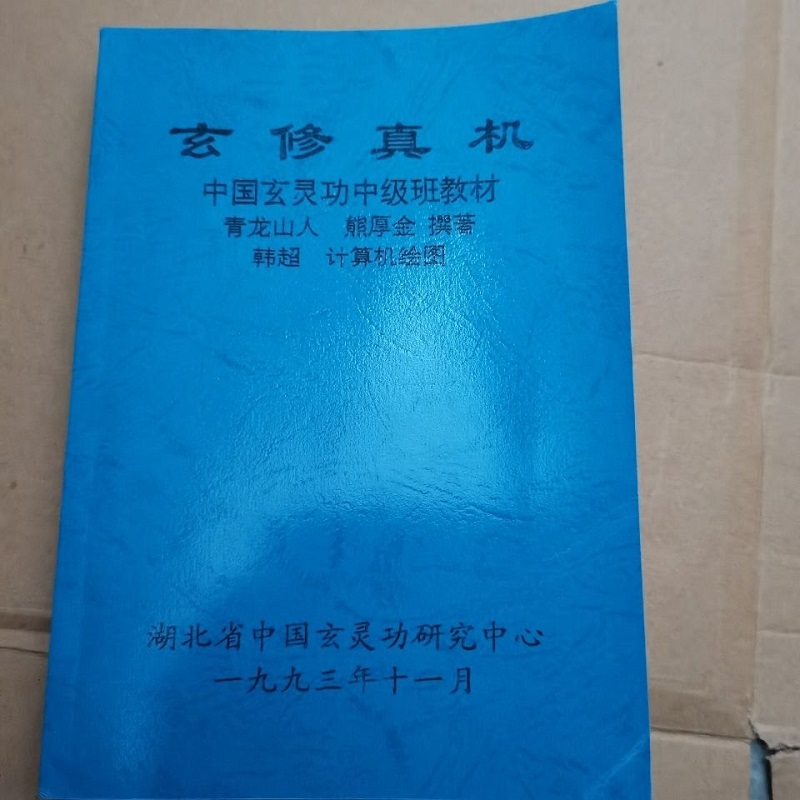 玄修真机
中国玄灵功中级班教材
青龙山人 熊厚金 撰著
韩超 计算机绘图
湖北省中国玄灵功研究中心
一九九三年十一月